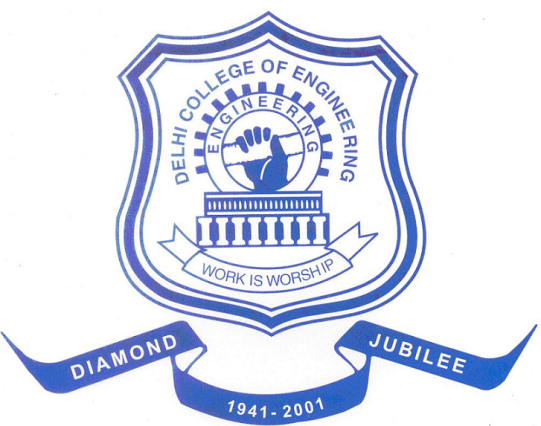 DELHI COLLEGE OF ENGINEERING
ENGINEERING
WORK IS WORSHIP
DIAMOND
JUBILEE
1941-2001